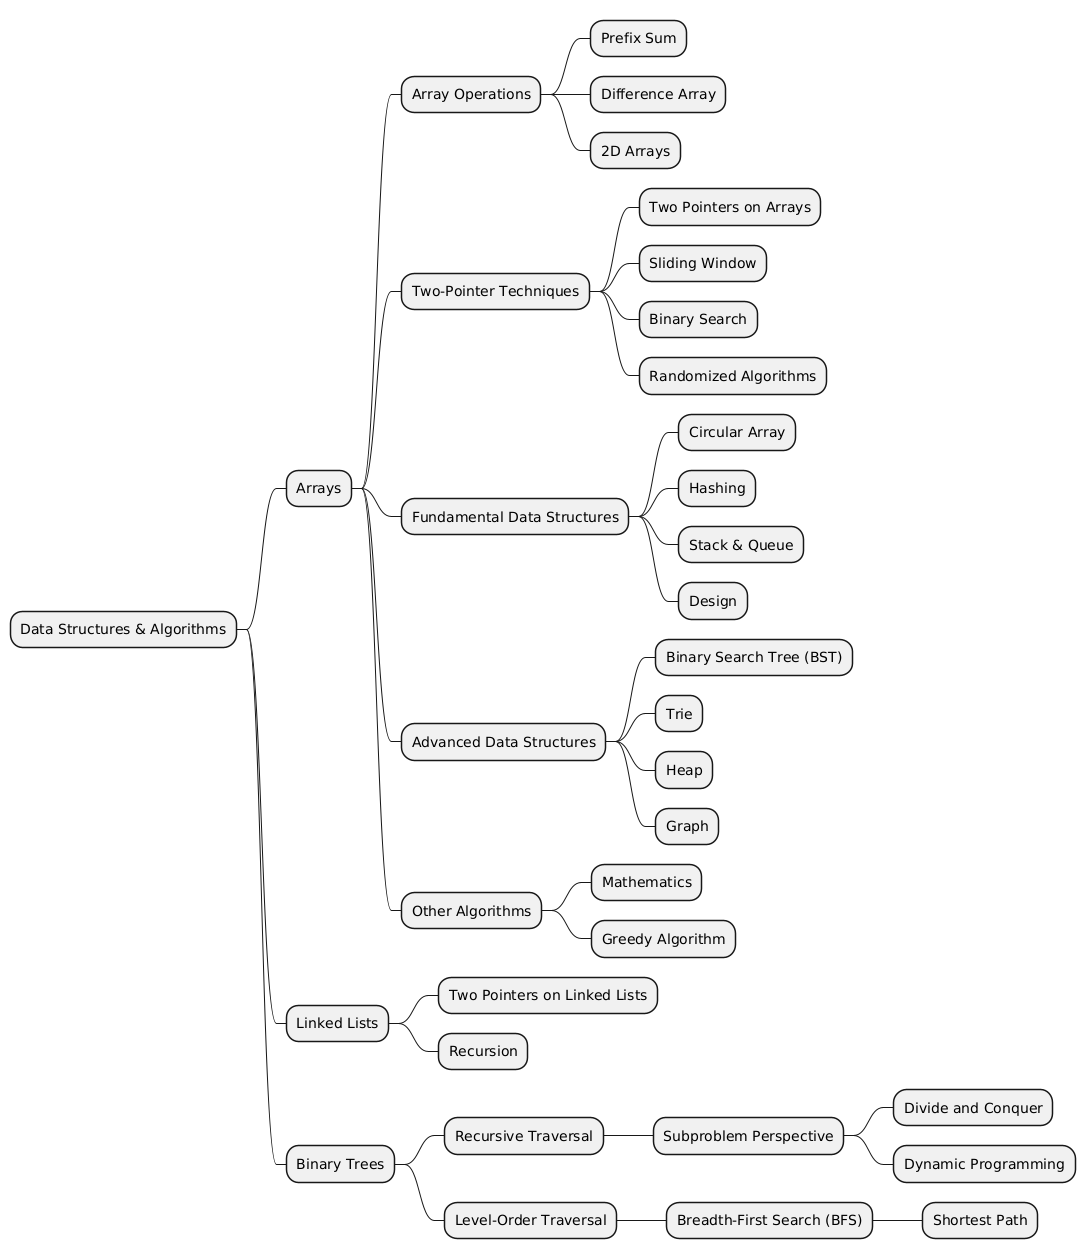 Data Structures & Algorithms
Arrays
Array Operations
Prefix Sum
Difference Array
2D Arrays
Two-Pointer Techniques
Two Pointers on Arrays
Sliding Window
Binary Search
Randomized Algorithms
Fundamental Data Structures
Circular Array
Hashing
Stack & Queue
Design
Advanced Data Structures
Binary Search Tree (BST)
Trie
Heap
Graph
Other Algorithms
Mathematics
Greedy Algorithm
Linked Lists
Two Pointers on Linked Lists
Recursion
Binary Trees
Recursive Traversal
Subproblem Perspective
Divide and Conquer
Dynamic Programming
Level-Order Traversal
Breadth-First Search (BFS)
Shortest Path